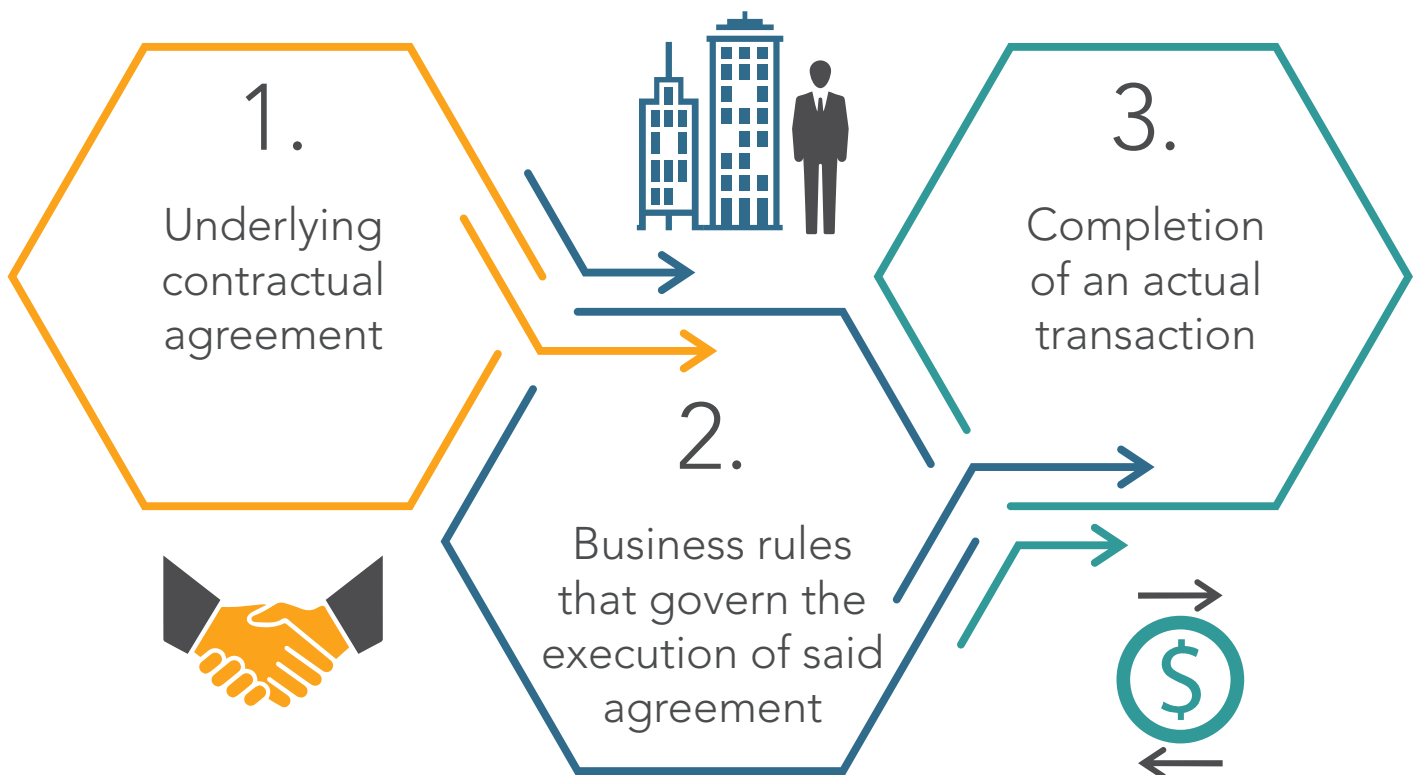 1.
Underlying
contractual
agreement
2.
Business rules
that govern the
execution of said
agreement
3.
Completion
of an actual
transaction
$